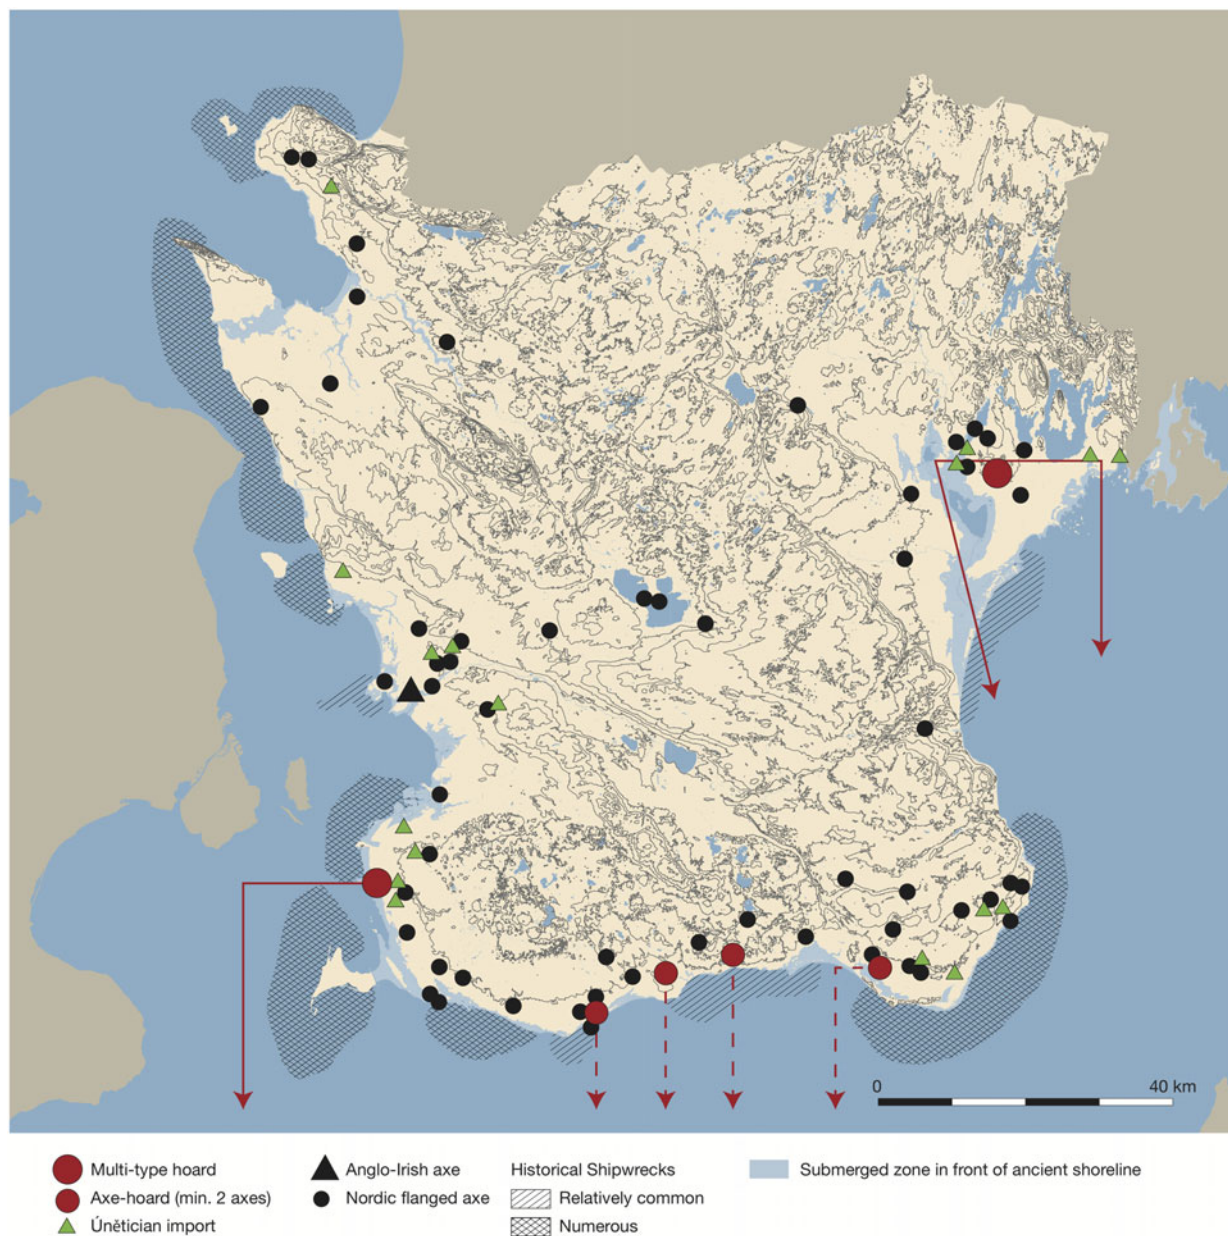 0
40 km
Multi-type hoard
Axe-hoard (min. 2 axes)
Únětician import
Anglo-Irish axe
Nordic flanged axe
Historical Shipwrecks
Relatively common
Numerous
Submerged zone in front of ancient shoreline